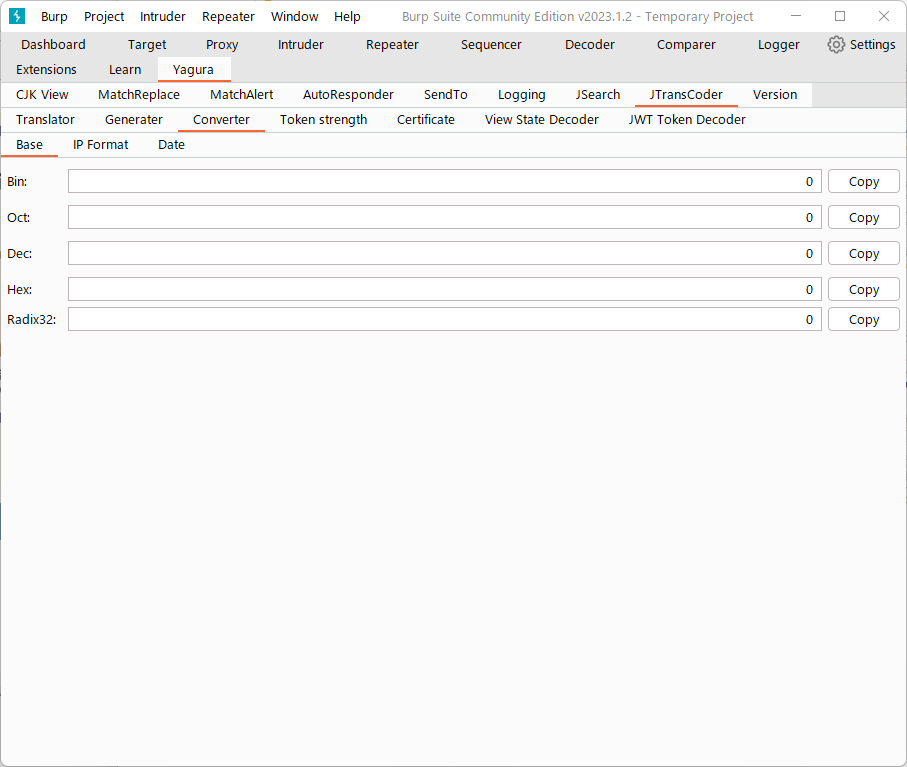 Burp Project Intruder Repeater Window Help Burp Suite Community Edition v2023.1.2 - Temporary Project
Dashboard Target Proxy Intruder Repeater Sequencer Decoder Comparer Logger Settings
Extensions Learn Yagura
CJK View MatchReplace MatchAlert AutoResponder SendTo Logging JSearch JTransCoder Version
Translator Generater Converter Token strength Certificate View State Decoder JWT Token Decoder
Base IP Format Date
Bin: 0 Copy
Oct: 0 Copy
Dec: 0 Copy
Hex: 0 Copy
Radix32: 0 Copy